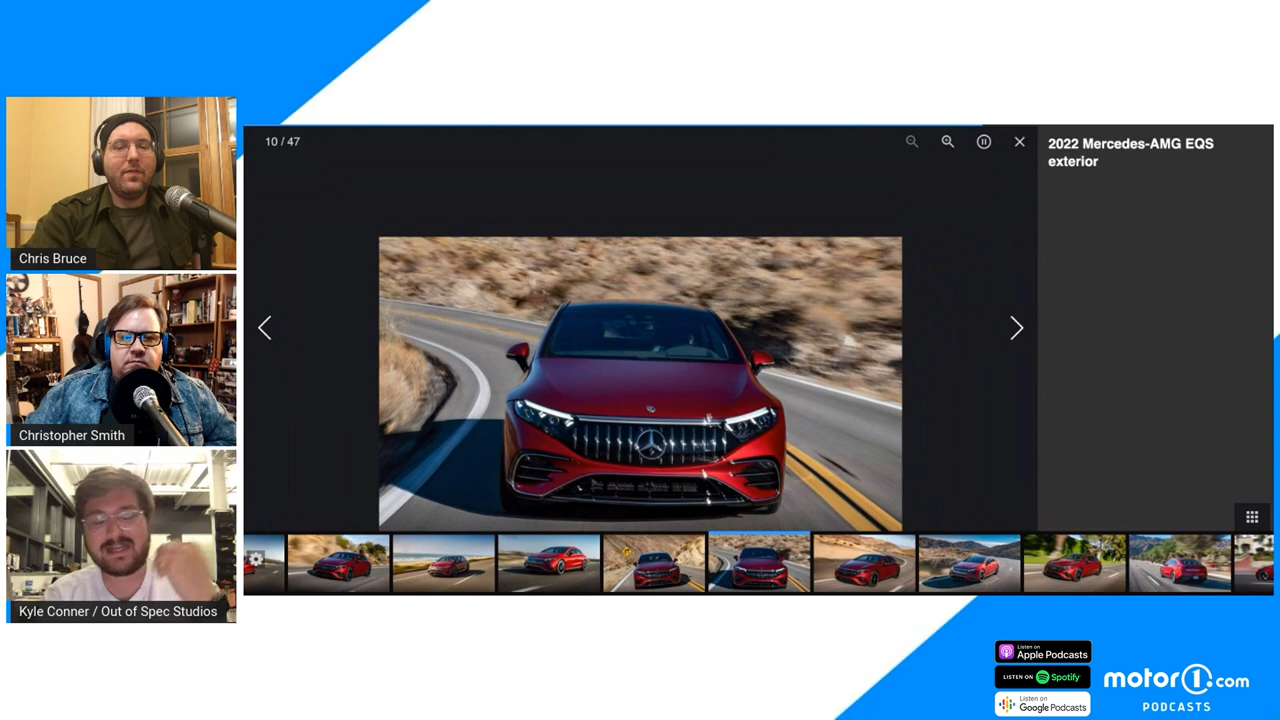 10 / 47
2022 Mercedes-AMG EQS
exterior
Chris Bruce
Christopher Smith
Kyle Conner / Out of Spec Studios
Listen on
Apple Podcasts
LISTEN ON Spotify
Listen on
Google Podcasts
motor1.com
PODCASTS